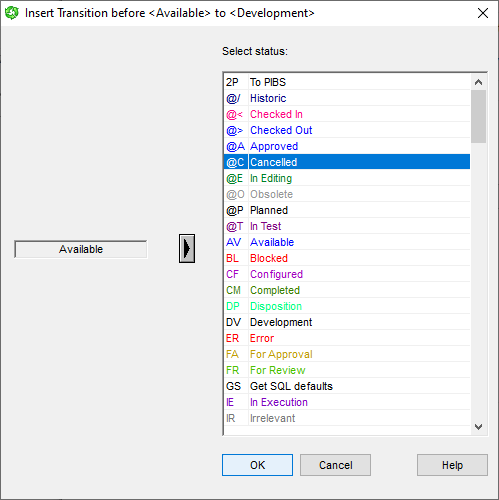 Insert Transition before <Available> to <Development>
Select status:
2P To PIBS
@/ Historic
@< Checked In
@> Checked Out
@A Approved
@C Cancelled
@E In Editing
@O Obsolete
@P Planned
@T In Test
Available
AV Available
BL Blocked
CF Configured
CM Completed
DP Disposition
DV Development
ER Error
FA For Approval
FR For Review
GS Get SQL defaults
IE In Execution
IR Irrelevant
OK Cancel Help